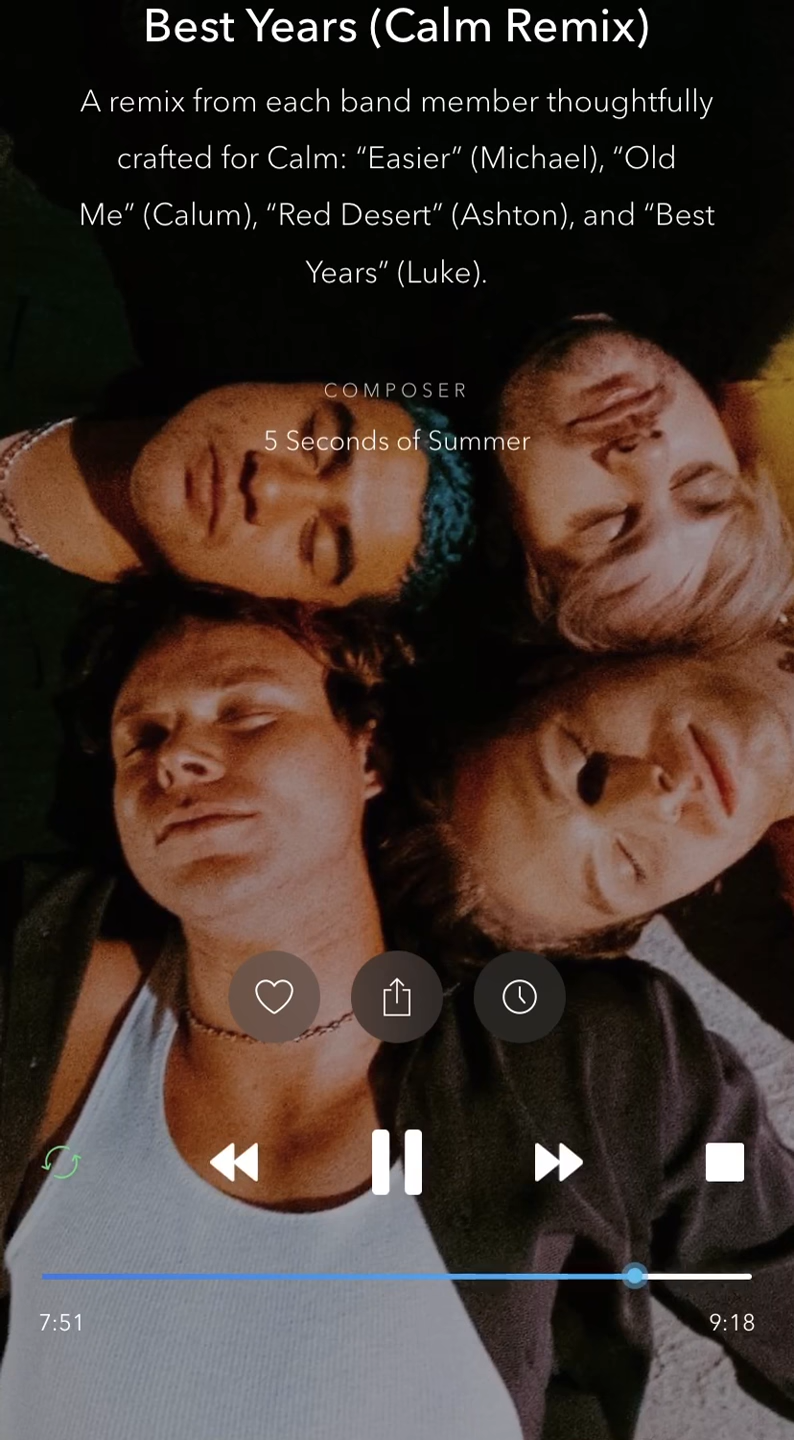 Best Years (Calm Remix)
A remix from each band member thoughtfully
crafted for Calm: “Easier” (Michael), “Old
Me” (Calum), “Red Desert” (Ashton), and “Best
Years” (Luke).
COMPOSER
5 Seconds of Summer
7:51
9:18